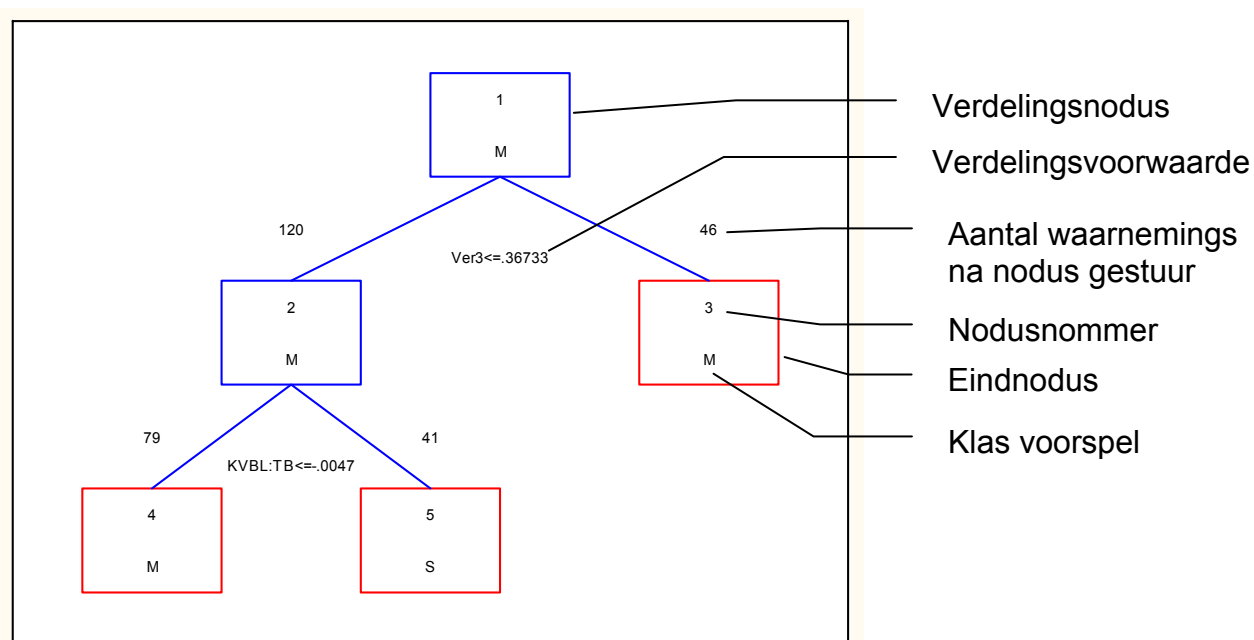 1
M
Verdelingsnodus
Verdelingsvoorwaarde
120
Ver3<=.36733
46
Aantal waarnemings
na nodus gestuur
2
M
3
M
Nodusnommer
Eindnodus
Klas voorspel
79
KVBL:TB<=-.0047
41
4
M
5
S